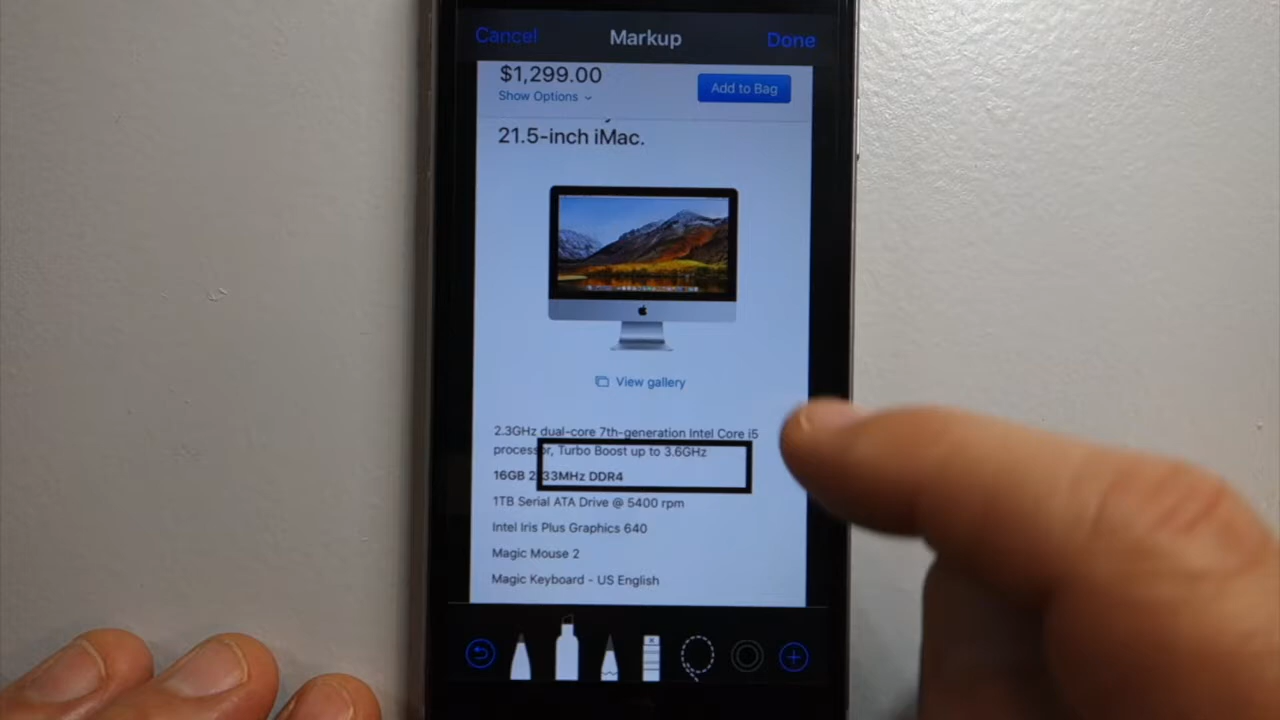 Cancel
Markup
Done
$1,299.00
Show Options
Add to Bag
21.5-inch iMac.
View gallery
2.3GHz dual-core 7th-generation Intel Core i5
processor, Turbo Boost up to 3.6GHz
16GB 2 33MHz DDR4
1TB Serial ATA Drive @ 5400 rpm
Intel Iris Plus Graphics 640
Magic Mouse 2
Magic Keyboard - US English